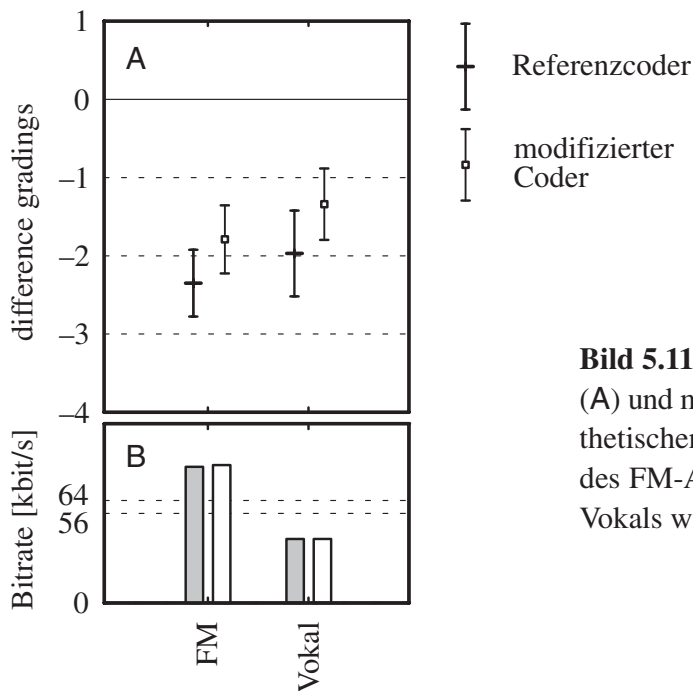 1
A
0
−1
−2
−3
−4
difference gradings
Referenzcoder
modifizierter
Coder
B
64
56
0
Bitrate [kbit/s]
FM
Vokal
Bild 5.11
(A) und
thetischer
des FM-A
Vokals w